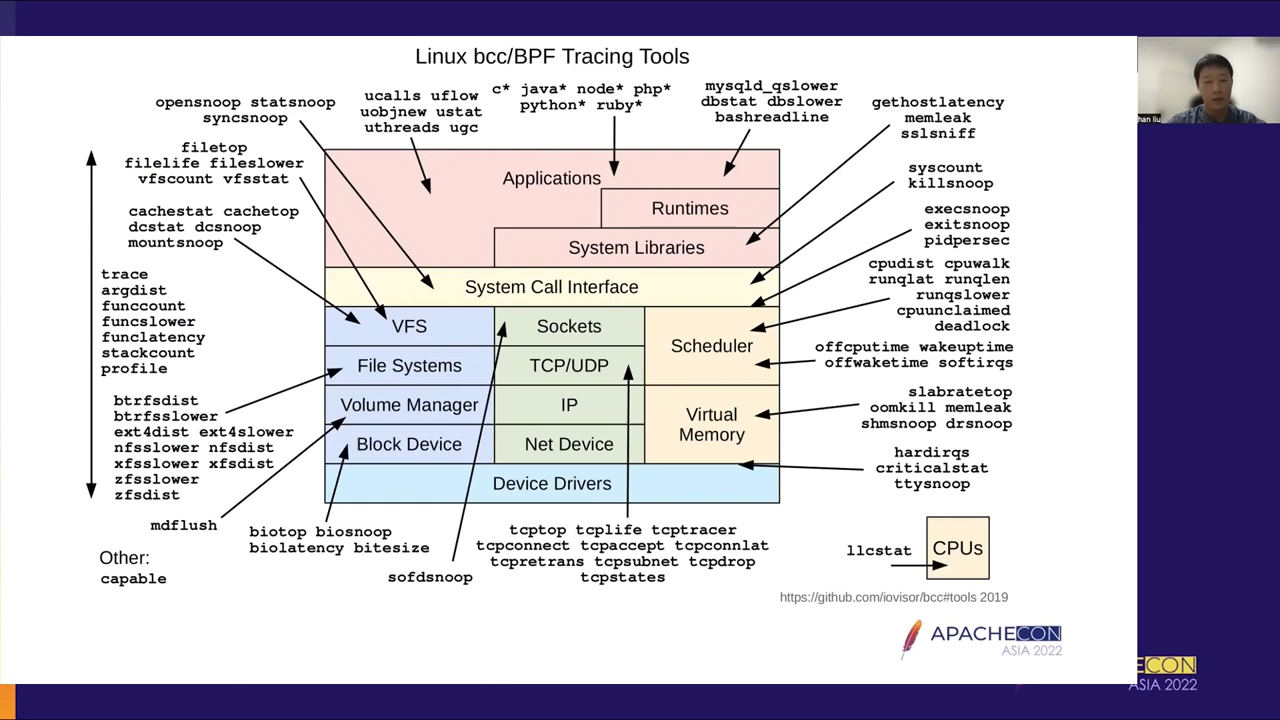 Linux bcc/BPF Tracing Tools
opensnoop statsnoop
syncsnoop
ucalls uflow
uobjnew ustat
uthreads ugc
c* java* node* php*
python* ruby*
mysqld_qslower
dbstat dbslower
bashreadline
gethostlatency
memleak
sslsniff
filetop
filelife fileslower
vfscount vfsstat
syscount
killsnoop
cachestat cachetop
dcstat dcsnoop
mountsnoop
execsnoop
exitsnoop
pidpersec
trace
argdist
funccount
funcslower
funclatency
stackcount
profile
cpudist cpuwalk
runqlat runqlen
runqslower
cpuunclaimed
deadlock
offcputime wakeuptime
offwaketime softirqs
btrfsdist
btrfsslower
ext4dist ext4slower
nfsslower nfsdist
xfsslower xfsdist
zfsslower
zfsdist
slabratetop
oomkill memleak
shmsnoop drsnoop
hardirqs
criticalstat
ttysnoop
Applications
Runtimes
System Libraries
System Call Interface
VFS
Sockets
Scheduler
File Systems
TCP/UDP
Volume Manager
IP
Virtual
Memory
Block Device
Net Device
Device Drivers
mdflush
biotop biosnoop
biolatency bitesize
sofdsnoop
tcptop tcplife tcptracer
tcpconnect tcpaccept tcpconnlat
tcpretrans tcpsubnet tcpdrop
tcpstates
llcstat
CPUs
Other:
capable
https://github.com/iovisor/bcc#tools 2019
APACHECON
ASIA 2022
ECON
ASIA 2022
han liu